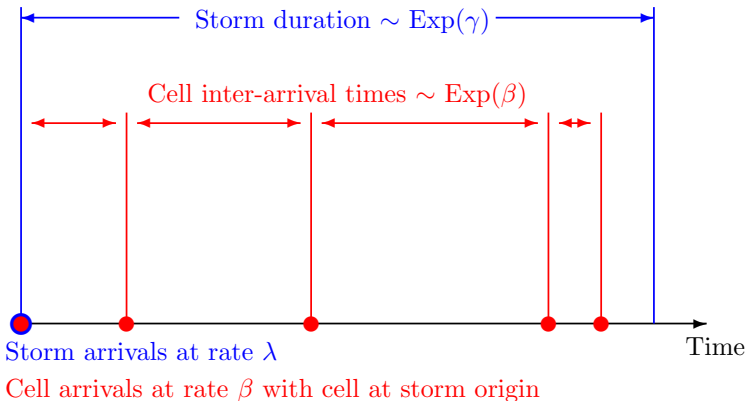 Storm duration ∼ Exp(γ)
Cell inter-arrival times ∼ Exp(β)
Storm arrivals at rate λ
Time
Cell arrivals at rate β with cell at storm origin